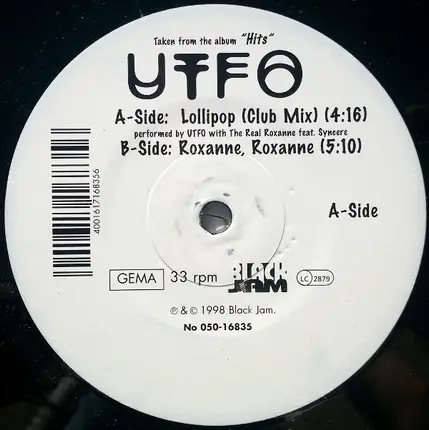 Taken from the album "Hits"
UTFO
A-Side: Lollipop (Club Mix) (4:16)
performed by UTFO with The Real Roxanne feat. Syncere
B-Side: Roxanne, Roxanne (5:10)
4001617168356
A-Side
GEMA 33 rpm BLACK JAM LC 2879
℗ & © 1998 Black Jam.
No 050-16835